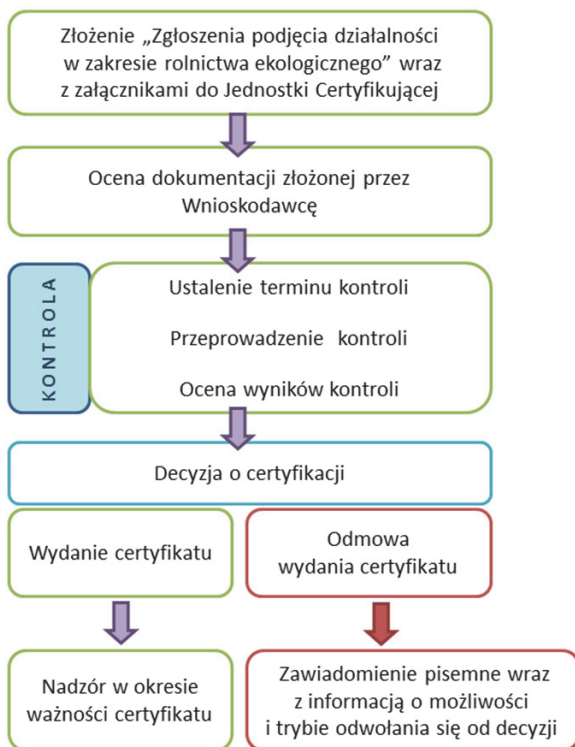 Złożenie „Zgłoszenia podjęcia działalności
w zakresie rolnictwa ekologicznego” wraz
z załącznikami do Jednostki Certyfikującej
Ocena dokumentacji złożonej przez
Wnioskodawcę
KONTROLA
Ustalenie terminu kontroli
Przeprowadzenie kontroli
Ocena wyników kontroli
Decyzja o certyfikacji
Wydanie certyfikatu
Odmowa
wydania certyfikatu
Nadzór w okresie
ważności certyfikatu
Zawiadomienie pisemne wraz
z informacją o możliwości
i trybie odwołania się od decyzji